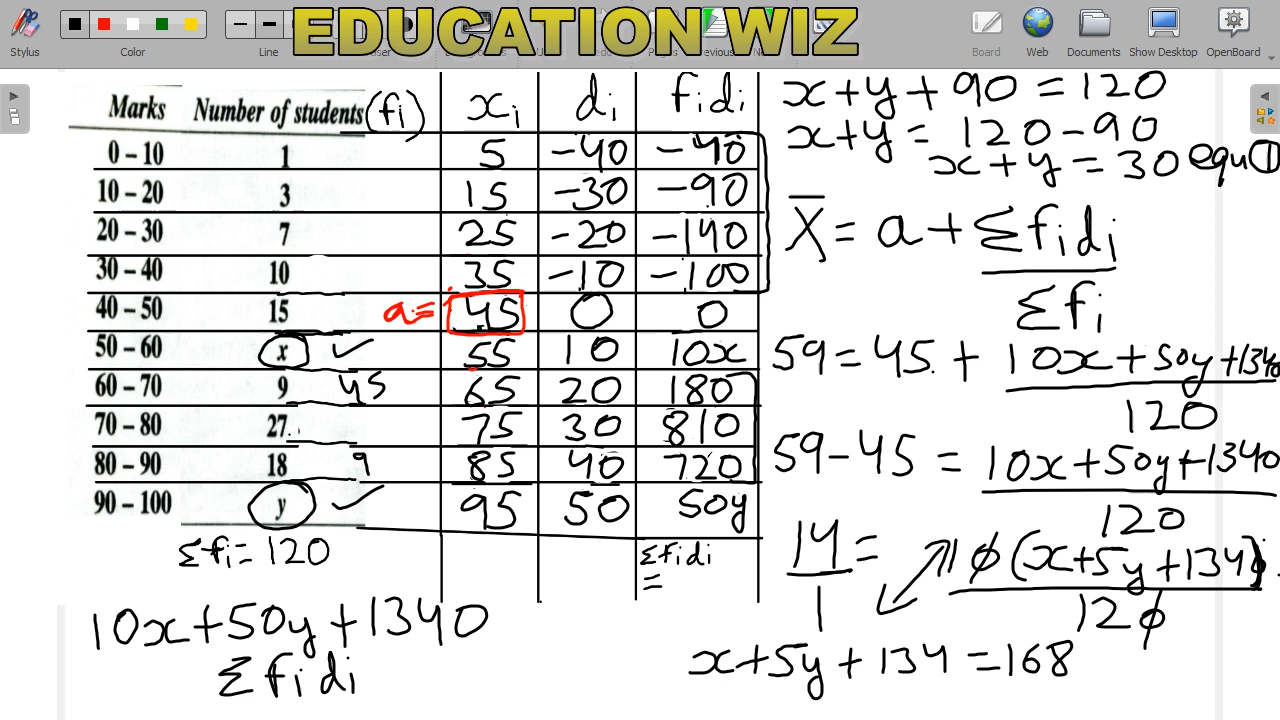 EDUCATION WIZ
Stylus Color Line Board Web Documents Show Desktop OpenBoard
Marks Number of students (fi) xi di fidi
0 – 10 1 5 -40 -40
10 – 20 3 15 -30 -90
20 – 30 7 25 -20 -140
30 – 40 10 35 -10 -100
40 – 50 15 a= 45 0 0
50 – 60 x ✓ 55 10 10x
60 – 70 9 45 65 20 180
70 – 80 27 75 30 810
80 – 90 18 9 85 40 720
90 – 100 y ✓ 95 50 50y
Σfi = 120 Σfidi =
10x+50y+1340
Σfidi
x+y+90 = 120
x+y = 120-90
x+y = 30 equ 1
X̅ = a + Σfidi
Σfi
59 = 45 + 10x+50y+1340
120
59-45 = 10x+50y+1340
120
14 = 10(x+5y+134)
1 120
x+5y+134 = 168